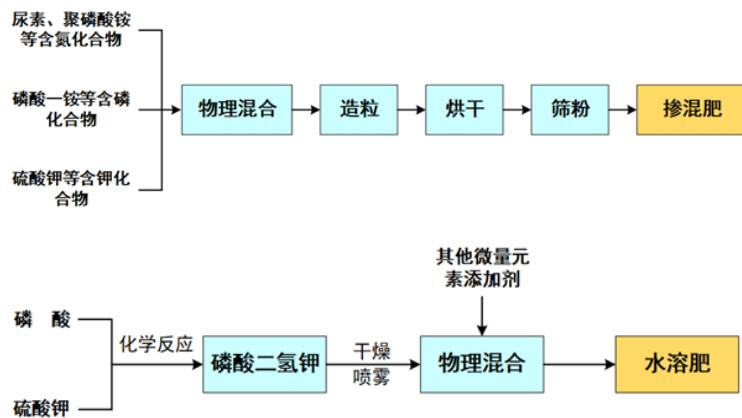 尿素、聚磷酸铵
等含氮化合物
磷酸一铵等含磷
化合物
硫酸钾等含钾化
合物
物理混合
造粒
烘干
筛粉
掺混肥
其他微量元
素添加剂
磷 酸
硫酸钾
化学反应
磷酸二氢钾
干燥
喷雾
物理混合
水溶肥